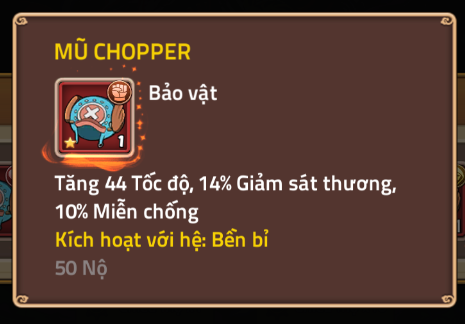 MŨ CHOPPER
Bảo vật
1
Tăng 44 Tốc độ, 14% Giảm sát thương,
10% Miễn chống
Kích hoạt với hệ: Bền bỉ
50 Nộ